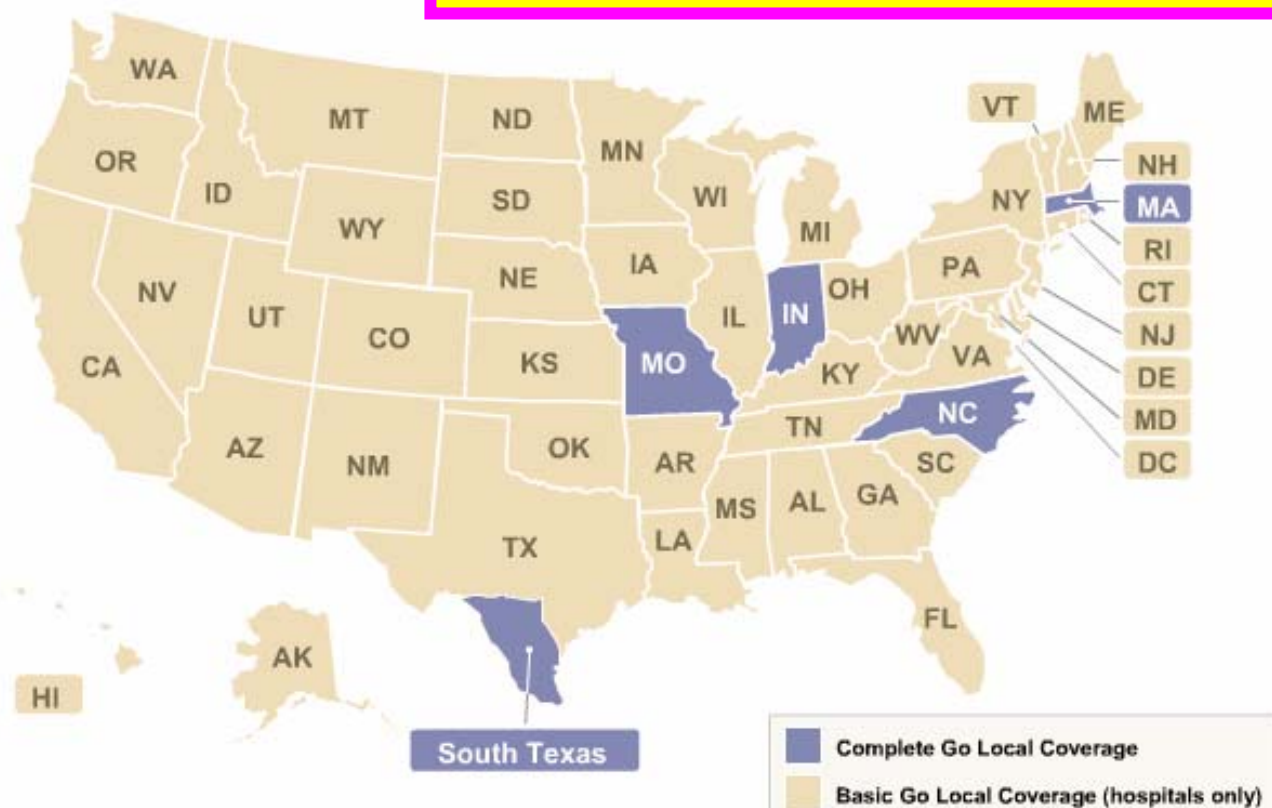 WA
MT
ND
MN
VT
ME
OR
ID
SD
WI
NY
NH
MA
WY
MI
RI
IA
PA
CT
NV
NE
OH
NJ
UT
CO
IL
IN
WV
VA
DE
CA
KS
MO
KY
MD
NC
DC
AZ
NM
OK
AR
TN
SC
MS
AL
GA
TX
LA
FL
AK
HI
South Texas
Complete Go Local Coverage
Basic Go Local Coverage (hospitals only)